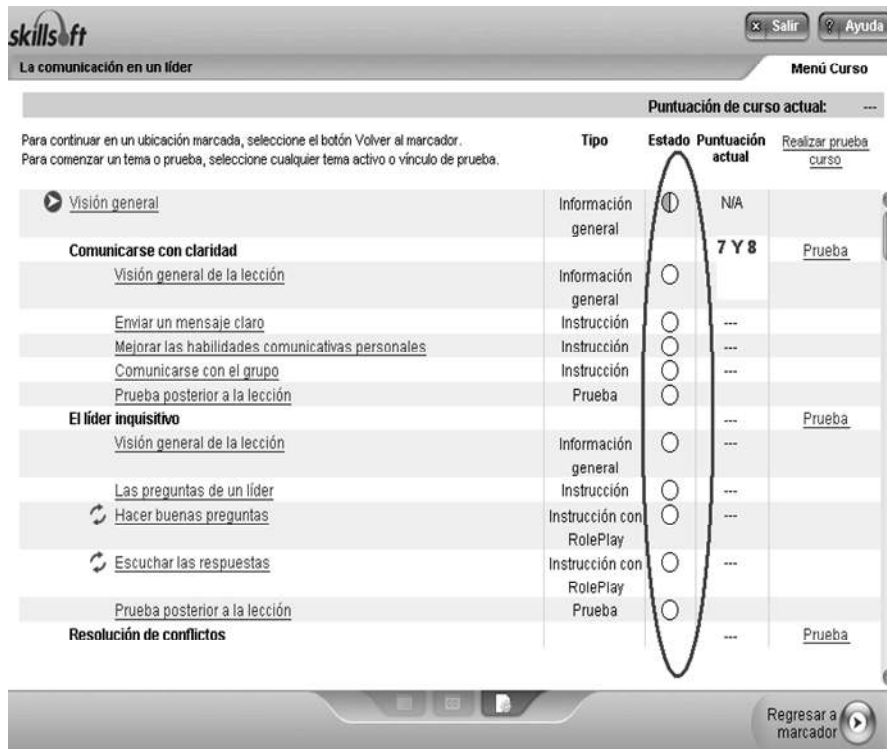 skillsoft
Salir
Ayuda
La comunicación en un líder
Menú Curso
Puntuación de curso actual: ---
Para continuar en un ubicación marcada, seleccione el botón Volver al marcador.
Para comenzar un tema o prueba, seleccione cualquier tema activo o vínculo de prueba.
Tipo
Estado
Puntuación
actual
Realizar prueba
curso
Visión general
Información
general
N/A
Comunicarse con claridad
7 Y 8
Prueba
Visión general de la lección
Información
general
Enviar un mensaje claro Instrucción ---
Mejorar las habilidades comunicativas personales Instrucción ---
Comunicarse con el grupo Instrucción ---
Prueba posterior a la lección Prueba
El líder inquisitivo --- Prueba
Visión general de la lección
Información
general
---
Las preguntas de un líder Instrucción ---
Hacer buenas preguntas
Instrucción con
RolePlay
---
Escuchar las respuestas
Instrucción con
RolePlay
---
Prueba posterior a la lección Prueba
Resolución de conflictos --- Prueba
Regresar a
marcador